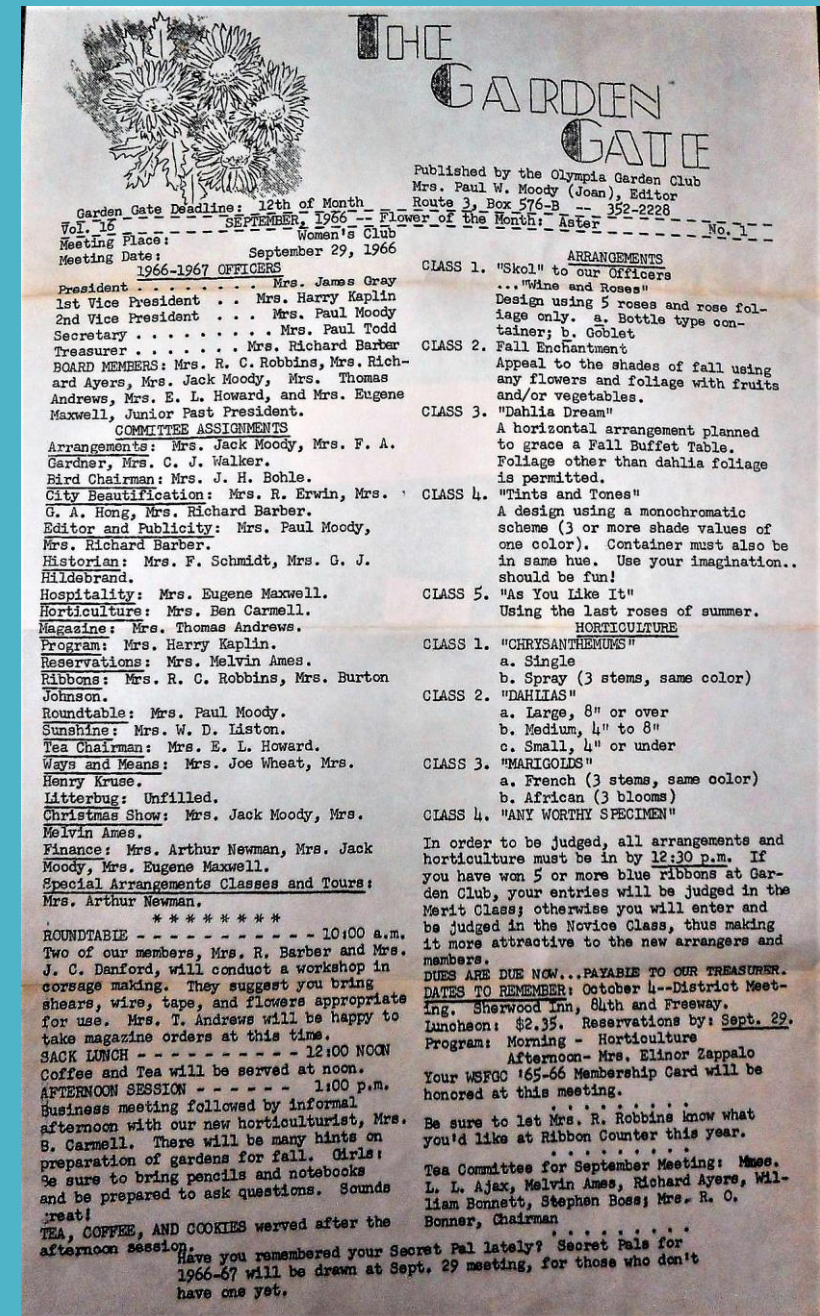 THE
GARDEN
GATE
Published by the Olympia Garden Club
Mrs. Paul W. Moody (Joan), Editor
Garden Gate Deadline: 12th of Month
Route 3, Box 576-B -- 352-2228
Vol. 16 SEPTEMBER, 1966 -- Flower of the Month: Aster No. 1
Meeting Place: Women's Club
Meeting Date: September 29, 1966
1966-1967 OFFICERS
President . . . . . . . . Mrs. James Gray
1st Vice President . . Mrs. Harry Kaplin
2nd Vice President . . . Mrs. Paul Moody
Secretary . . . . . . . . . Mrs. Paul Todd
Treasurer . . . . . . . Mrs. Richard Barber
BOARD MEMBERS: Mrs. R. C. Robbins, Mrs. Rich-
ard Ayers, Mrs. Jack Moody, Mrs. Thomas
Andrews, Mrs. E. L. Howard, and Mrs. Eugene
Maxwell, Junior Past President.
COMMITTEE ASSIGNMENTS
Arrangements: Mrs. Jack Moody, Mrs. F. A.
Gardner, Mrs. C. J. Walker.
Bird Chairman: Mrs. J. H. Bohle.
City Beautification: Mrs. R. Erwin, Mrs.
G. A. Hong, Mrs. Richard Barber.
Editor and Publicity: Mrs. Paul Moody,
Mrs. Richard Barber.
Historian: Mrs. F. Schmidt, Mrs. G. J.
Hildebrand.
Hospitality: Mrs. Eugene Maxwell.
Horticulture: Mrs. Ben Carmell.
Magazine: Mrs. Thomas Andrews.
Program: Mrs. Harry Kaplin.
Reservations: Mrs. Melvin Ames.
Ribbons: Mrs. R. C. Robbins, Mrs. Burton
Johnson.
Roundtable: Mrs. Paul Moody.
Sunshine: Mrs. W. D. Liston.
Tea Chairman: Mrs. E. L. Howard.
Ways and Means: Mrs. Joe Wheat, Mrs.
Henry Kruse.
Litterbug: Unfilled.
Christmas Show: Mrs. Jack Moody, Mrs.
Melvin Ames.
Finance: Mrs. Arthur Newman, Mrs. Jack
Moody, Mrs. Eugene Maxwell.
Special Arrangements Classes and Tours:
Mrs. Arthur Newman.
* * * * * * * *
ROUNDTABLE - - - - - - - - - - - 10:00 a.m.
Two of our members, Mrs. R. Barber and Mrs.
J. C. Danford, will conduct a workshop in
corsage making. They suggest you bring
shears, wire, tape, and flowers appropriate
for use. Mrs. T. Andrews will be happy to
take magazine orders at this time.
SACK LUNCH - - - - - - - - - - 12:00 NOON
Coffee and Tea will be served at noon.
AFTERNOON SESSION - - - - - - 1:00 p.m.
Business meeting followed by informal
afternoon with our new horticulturist, Mrs.
B. Carmell. There will be many hints on
preparation of gardens for fall. Girls:
Be sure to bring pencils and notebooks
and be prepared to ask questions. Sounds
great!
TEA, COFFEE, AND COOKIES werved after the
afternoon session.
ARRANGEMENTS
CLASS 1. "Skol" to our Officers
..."Wine and Roses"
Design using 5 roses and rose fol-
iage only. a. Bottle type con-
tainer; b. Goblet
CLASS 2. Fall Enchantment
Appeal to the shades of fall using
any flowers and foliage with fruits
and/or vegetables.
CLASS 3. "Dahlia Dream"
A horizontal arrangement planned
to grace a Fall Buffet Table.
Foliage other than dahlia foliage
is permitted.
CLASS 4. "Tints and Tones"
A design using a monochromatic
scheme (3 or more shade values of
one color). Container must also be
in same hue. Use your imagination..
should be fun!
CLASS 5. "As You Like It"
Using the last roses of summer.
HORTICULTURE
CLASS 1. "CHRYSANTHEMUMS"
a. Single
b. Spray (3 stems, same color)
CLASS 2. "DAHLIAS"
a. Large, 8" or over
b. Medium, 4" to 8"
c. Small, 4" or under
CLASS 3. "MARIGOLDS"
a. French (3 stems, same color)
b. African (3 blooms)
CLASS 4. "ANY WORTHY SPECIMEN"
In order to be judged, all arrangements and
horticulture must be in by 12:30 p.m. If
you have won 5 or more blue ribbons at Gar-
den Club, your entries will be judged in the
Merit Class; otherwise you will enter and
be judged in the Novice Class, thus making
it more attractive to the new arrangers and
members.
DUES ARE DUE NOW...PAYABLE TO OUR TREASURER.
DATES TO REMEMBER: October 4--District Meet-
ing. Sherwood Inn, 84th and Freeway.
Luncheon: $2.35. Reservations by: Sept. 29.
Program: Morning - Horticulture
Afternoon- Mrs. Elinor Zappalo
Your WSFGC '65-66 Membership Card will be
honored at this meeting.
. . . . . . . . .
Be sure to let Mrs. R. Robbins know what
you'd like at Ribbon Counter this year.
. . . . . . . . .
Tea Committee for September Meeting: Mmes.
L. L. Ajax, Melvin Ames, Richard Ayers, Wil-
liam Bonnett, Stephen Boss; Mrs. R. O.
Bonner, Chairman
. . . . . . . . .
Have you remembered your Secret Pal lately? Secret Pals for
1966-67 will be drawn at Sept. 29 meeting, for those who don't
have one yet.